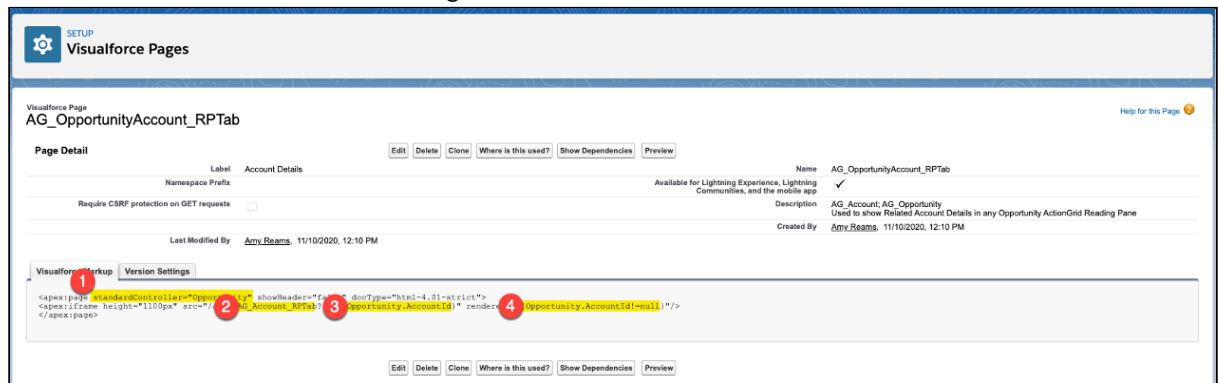 SETUP
Visualforce Pages
Visualforce Page
AG_OpportunityAccount_RPTab
Help for this Page
Page Detail
Edit Delete Clone Where is this used? Show Dependencies Preview
Label Account Details Name AG_OpportunityAccount_RPTab
Namespace Prefix Available for Lightning Experience, Lightning
Communities, and the mobile app
Require CSRF protection on GET requests Description AG_Account; AG_Opportunity
Used to show Related Account Details in any Opportunity ActionGrid Reading Pane
Created By Amy Reams, 11/10/2020, 12:10 PM
Last Modified By Amy Reams, 11/10/2020, 12:10 PM
Visualforce Markup Version Settings
1
<apex:page standardController="Opportunity" showHeader= docType="html-4.01-strict">
<apex:iframe height="1100px" src="/ 2 AG_Account_RPTab? 3 Opportunity.AccountId}" render 4 Opportunity.AccountId!=null}"/>
</apex:page>
Edit Delete Clone Where is this used? Show Dependencies Preview